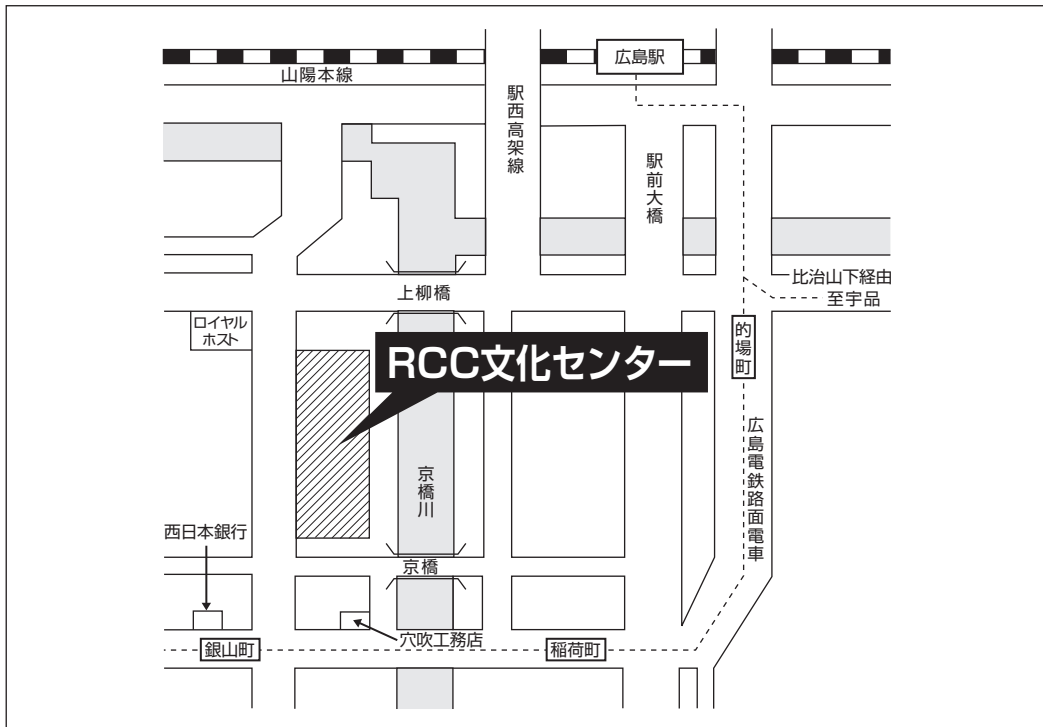 広島駅
山陽本線
駅西高架線
駅前大橋
比治山下経由
至宇品
上柳橋
ロイヤル
ホスト
的場町
RCC文化センター
広島電鉄路面電車
京橋川
西日本銀行
京橋
穴吹工務店
銀山町
稲荷町